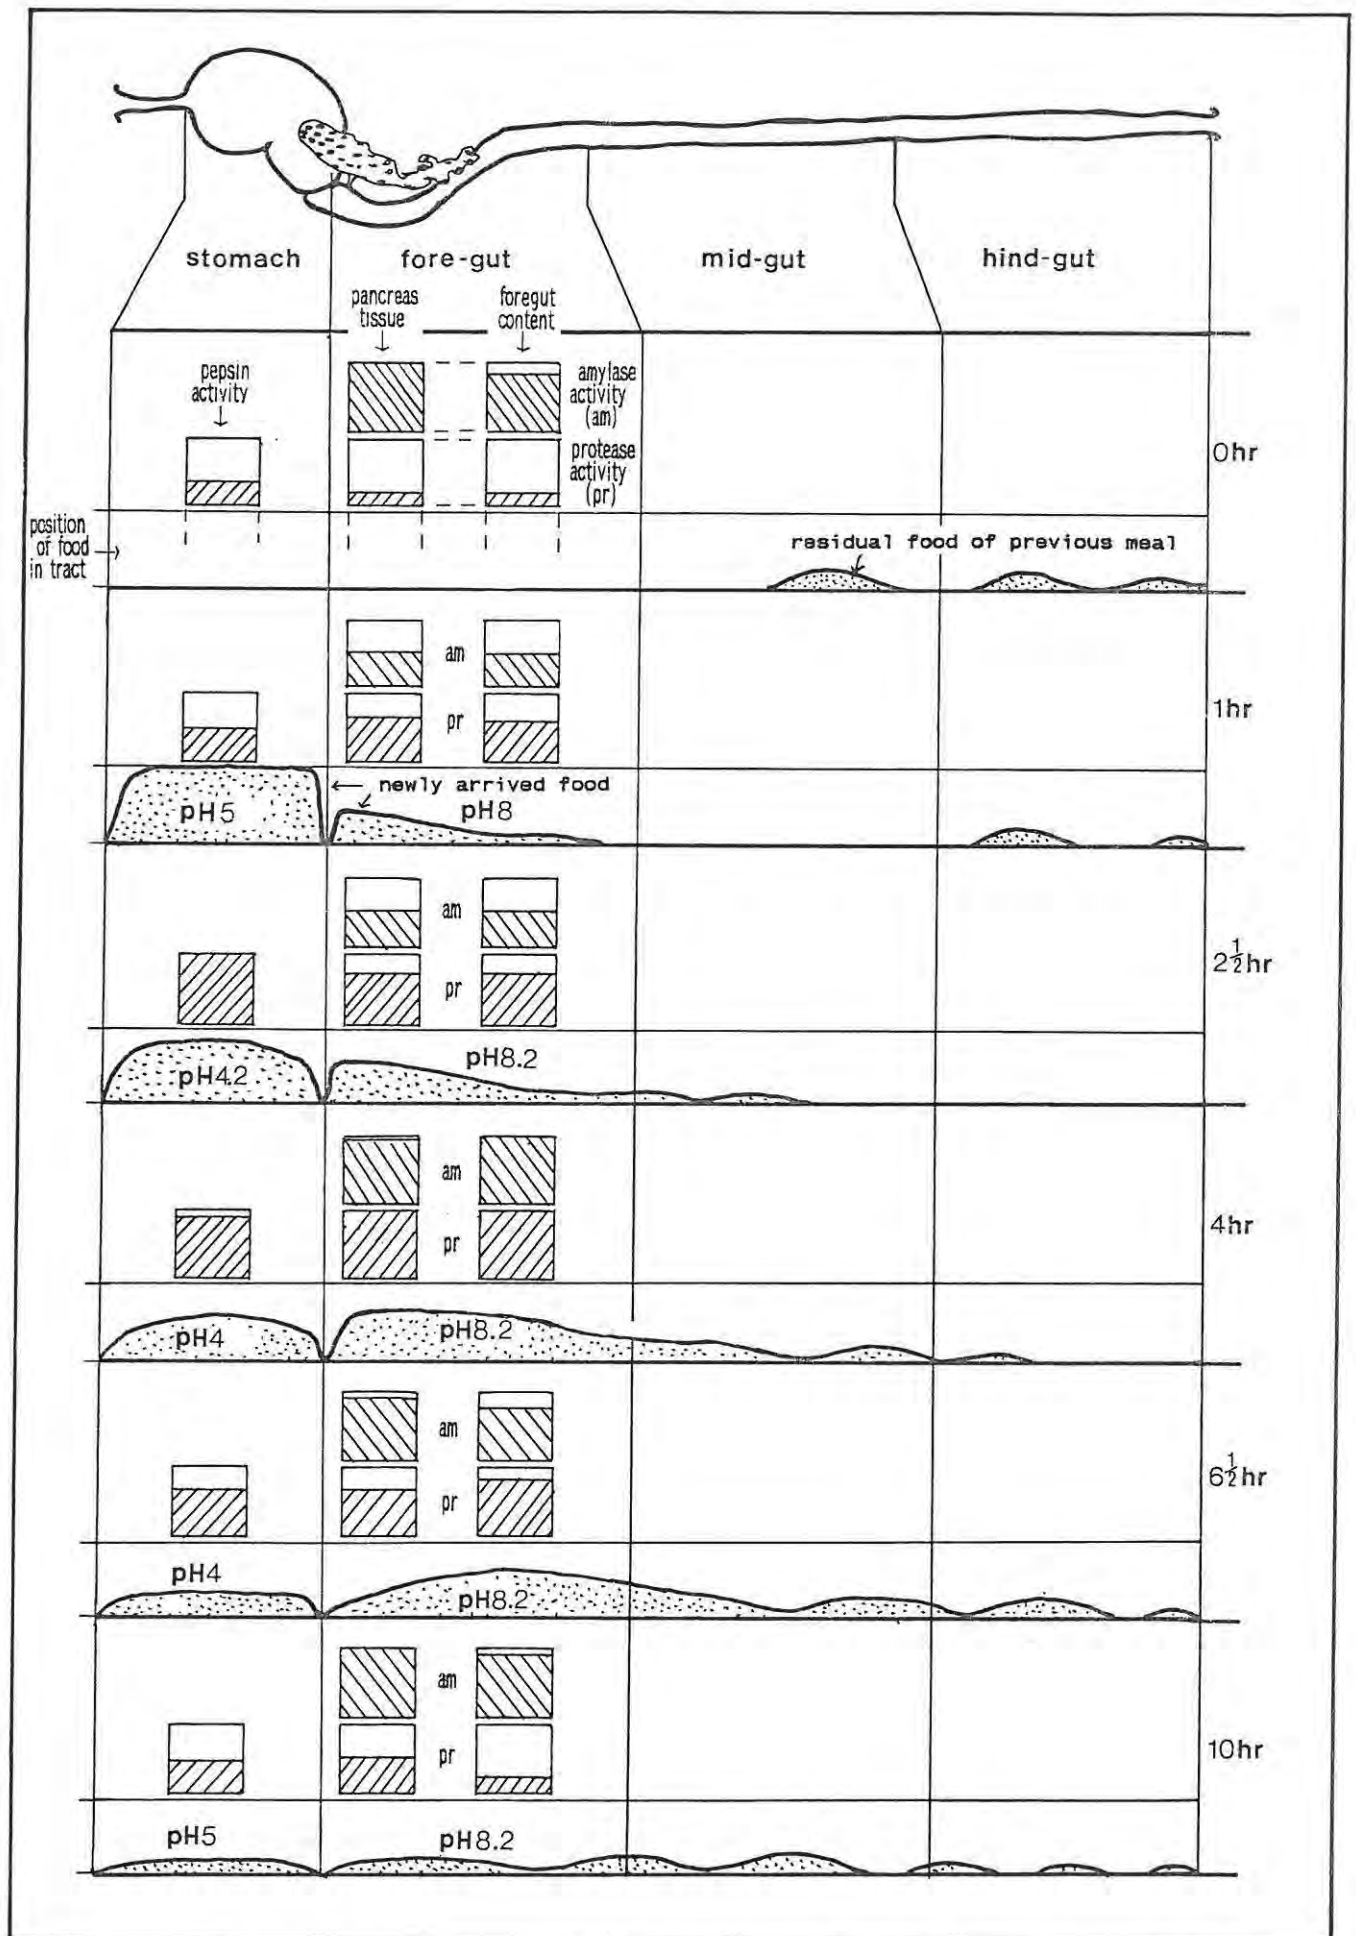 stomach
fore-gut
mid-gut
hind-gut
pancreas
tissue
foregut
content
pepsin
activity
amylase
activity
(am)
protease
activity
(pr)
0hr
position
of food
in tract
residual food of previous meal
am
pr
1hr
newly arrived food
pH5
pH8
am
pr
2½hr
pH4.2
pH8.2
am
pr
4hr
pH4
pH8.2
am
pr
6½hr
pH4
pH8.2
am
pr
10hr
pH5
pH8.2